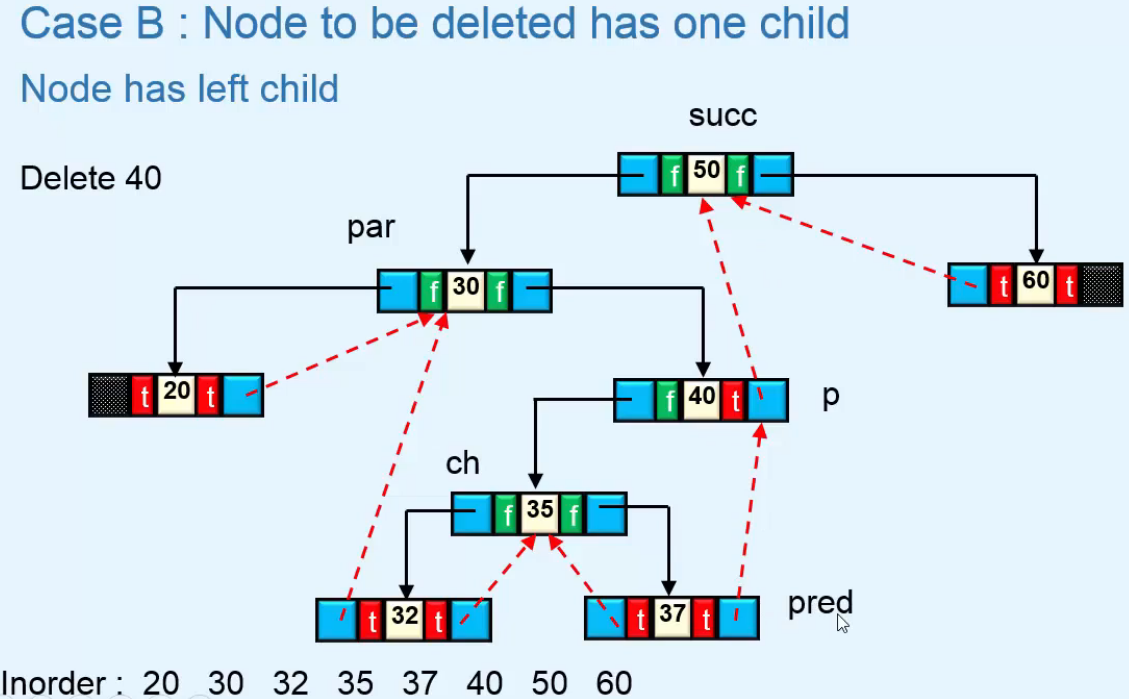 Case B : Node to be deleted has one child
Node has left child
succ
Delete 40
f 50 f
par
f 30 f
t 60 t
t 20 t
f 40 t
p
ch
f 35 f
t 32 t
t 37 t
pred
Inorder : 20 30 32 35 37 40 50 60